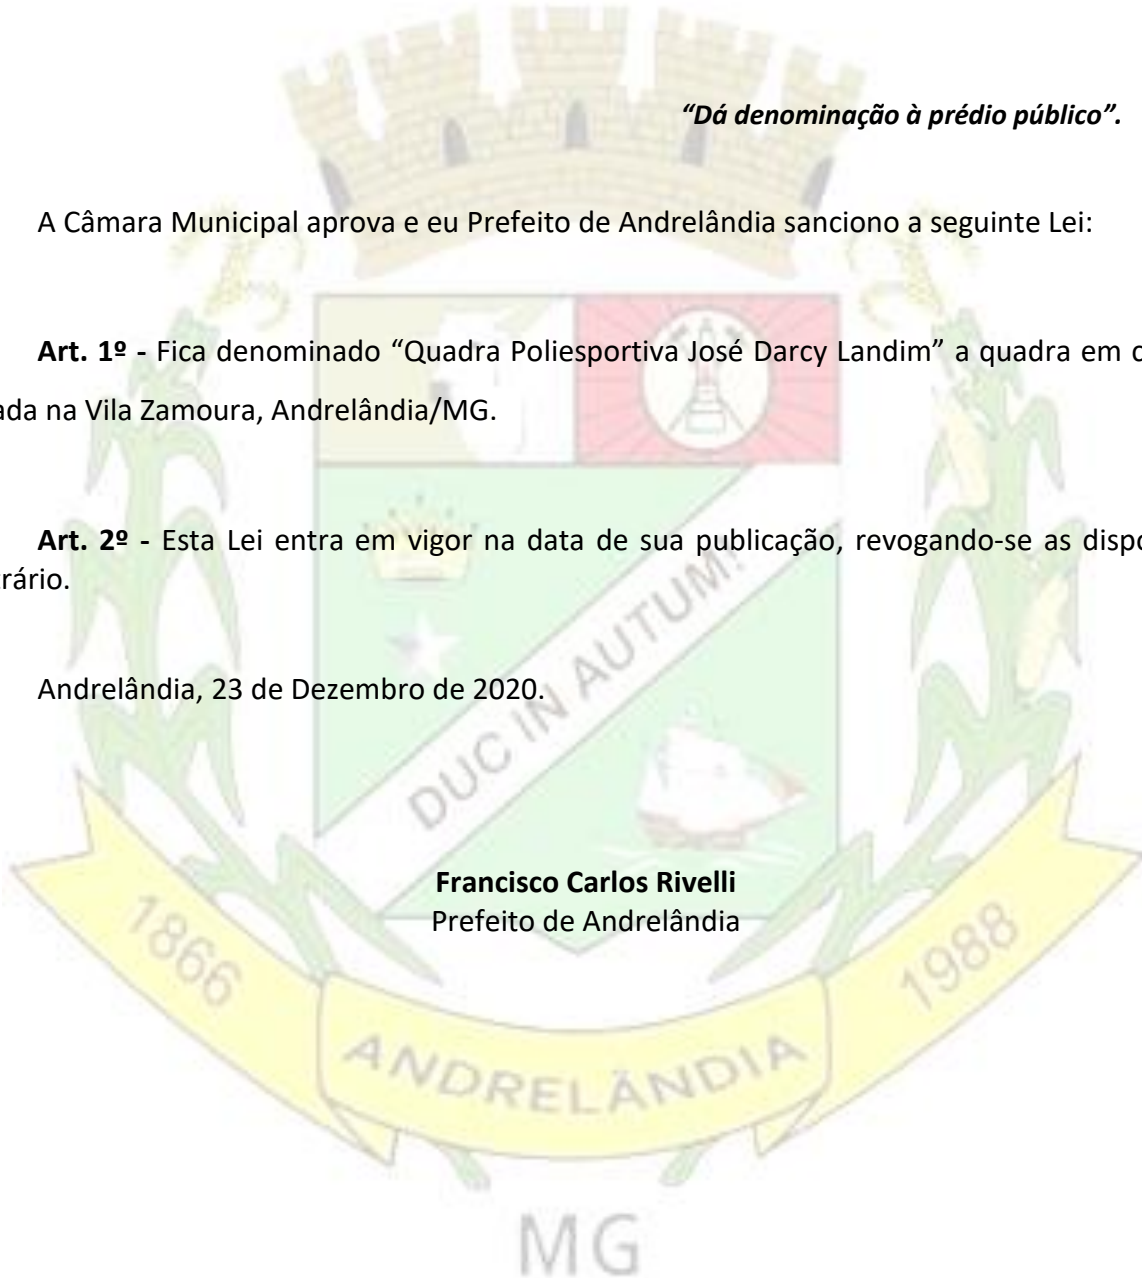 “Dá denominação à prédio público”.
A Câmara Municipal aprova e eu Prefeito de Andrelândia sanciono a seguinte Lei:
Art. 1º - Fica denominado “Quadra Poliesportiva José Darcy Landim” a quadra em
na Vila Zamoura, Andrelândia/MG.
Art. 2º - Esta Lei entra em vigor na data de sua publicação, revogando-se as
Andrelândia, 23 de Dezembro de 2020.
DUC IN AUTUM!
Francisco Carlos Rivelli
Prefeito de Andrelândia
1866
1988
ANDRELÂNDIA
MG